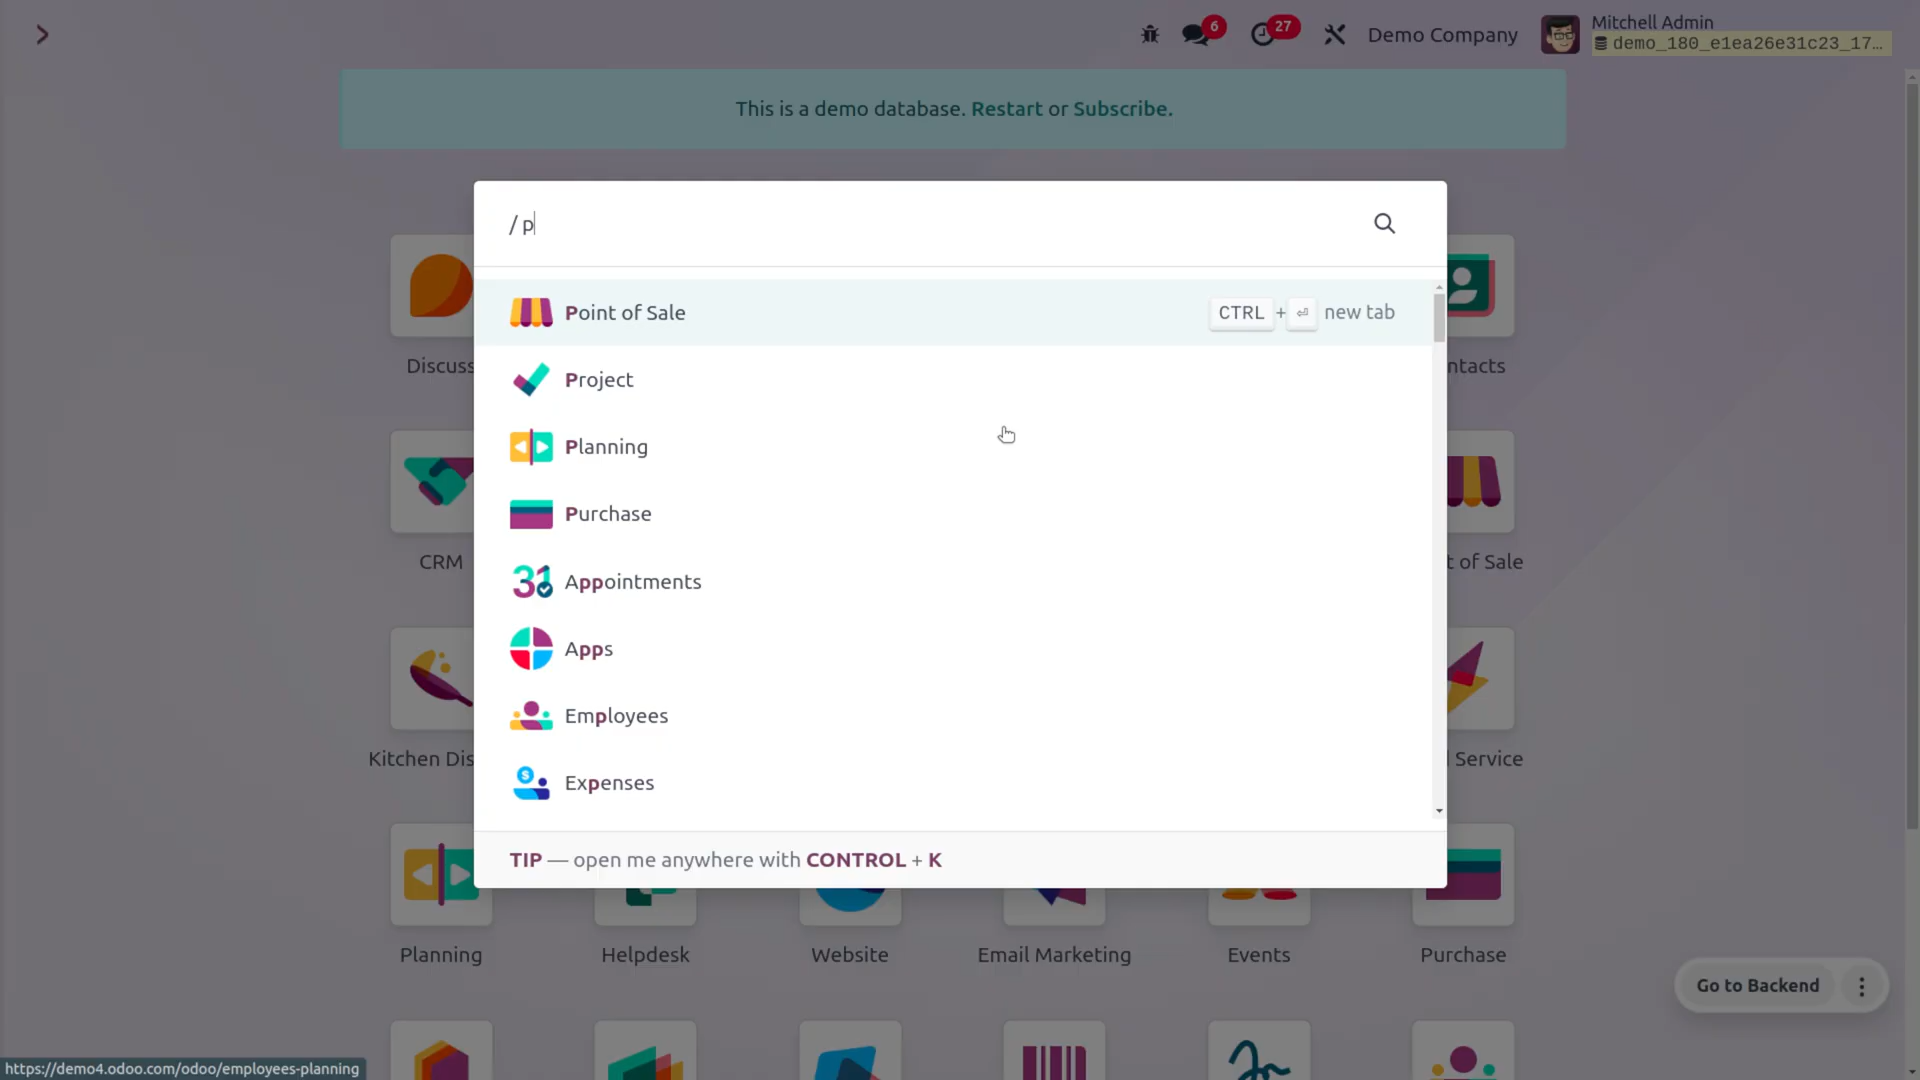 6
27
Demo Company
Mitchell Admin
demo_180_e1ea26e31c23_17...
This is a demo database. Restart or Subscribe.
/ p
Point of Sale
CTRL + ⏎ new tab
Project
Planning
Purchase
31
Appointments
Apps
Employees
$
Expenses
TIP — open me anywhere with CONTROL + K
Discuss
ntacts
CRM
t of Sale
Kitchen Dis
Service
Planning
Helpdesk
Website
Email Marketing
Events
Purchase
Go to Backend
https://demo4.odoo.com/odoo/employees-planning